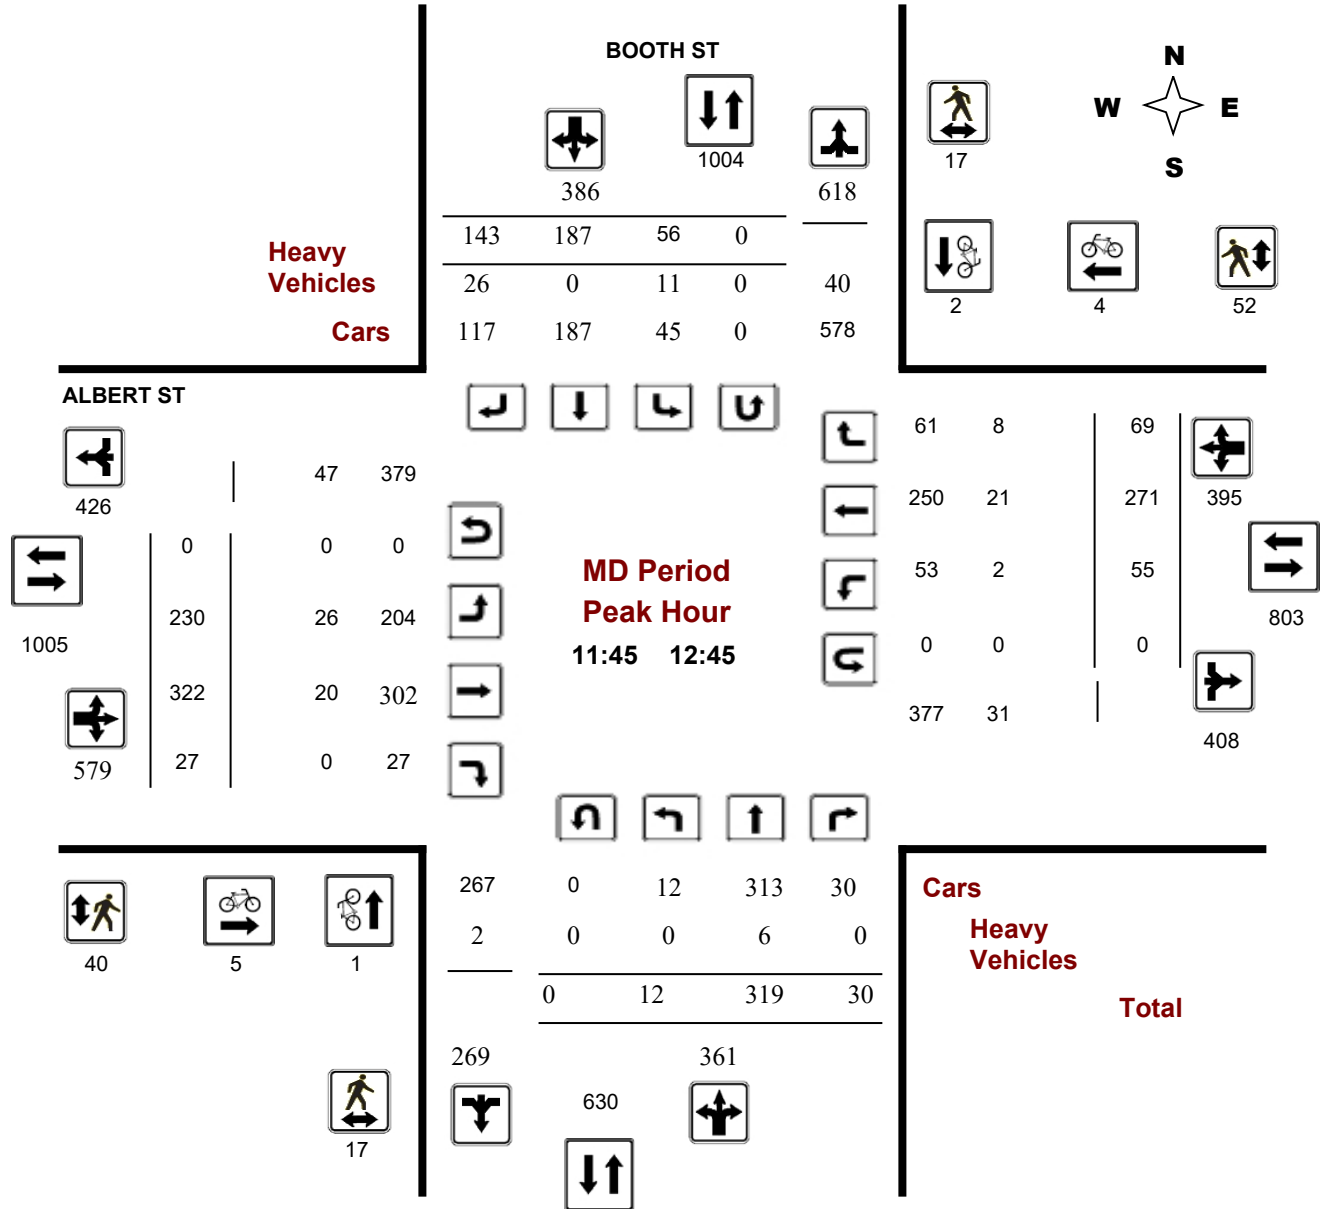 BOOTH ST
N
W E
S
1004
17
386 618
143 187 56 0
Heavy
Vehicles
26 0 11 0 40
2 4 52
Cars
117 187 45 0 578
ALBERT ST
61 8 69
47 379
426
250 21 271 395
0 0 0
MD Period
53 2 55
Peak Hour
230 26 204
803
1005
11:45 12:45
0 0 0
322 20 302
377 31
408
579 27 0 27
267 0 12 313 30
Cars
2 0 0 6 0
Heavy
Vehicles
40 5 1
0 12 319 30
Total
269 361
630
17